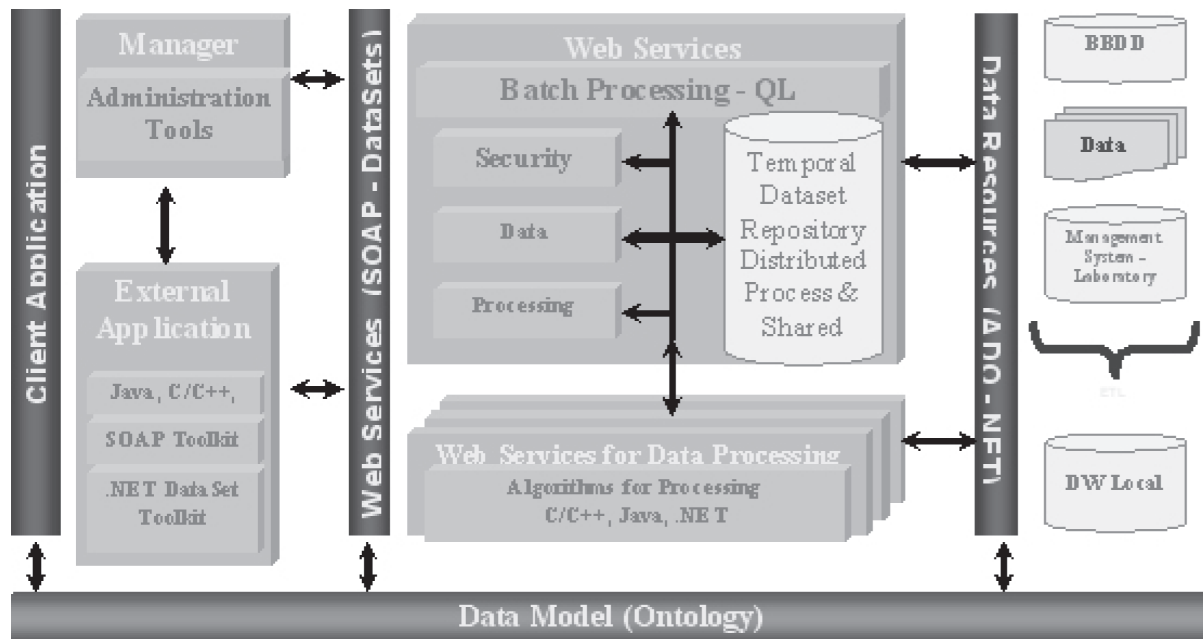 Client Application
Manager
Administration
Tools
External
Application
Java, C/C++,
SOAP Toolkit
.NET DataSet
Toolkit
Web Services (SOAP - DataSets)
Web Services
Batch Processing - QL
Security
Data
Processing
Temporal
Dataset
Repository
Distributed
Process &
Shared
Web Services for Data Processing
Algorithms for Processing
C/C++, Java, .NET
Data Resources (ADO - NET)
BBDD
Data
Management
System -
Laboratory
ETL
DW Local
Data Model (Ontology)